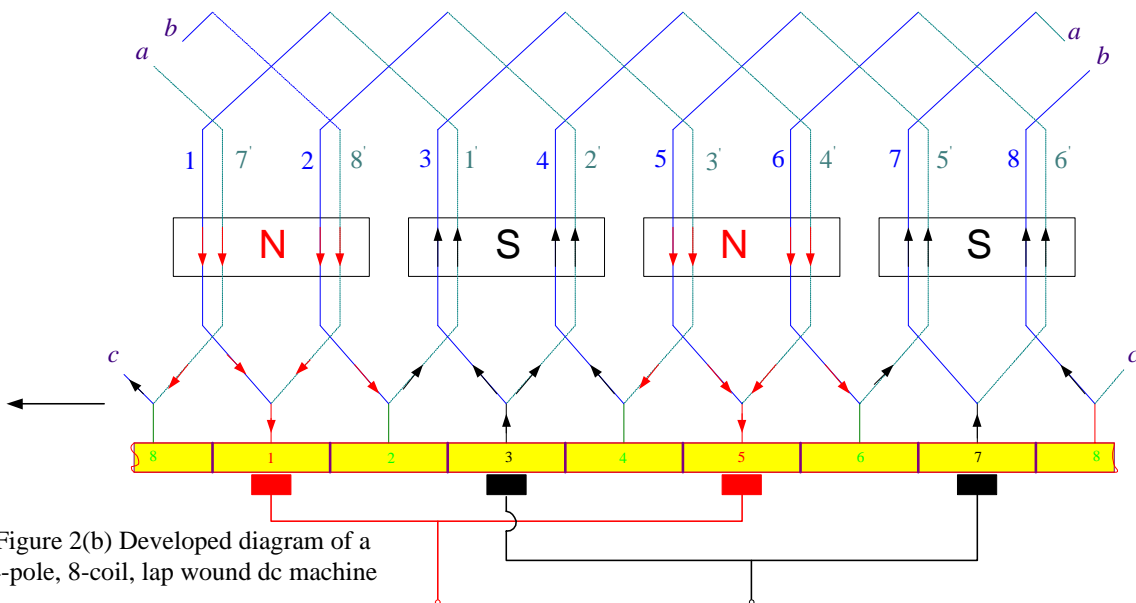 b
a
a
b
1 7' 2 8' 3 1' 4 2' 5 3' 6 4' 7 5' 8 6'
N S N S
c
c
8 1 2 3 4 5 6 7 8
Figure 2(b) Developed diagram of a
-pole, 8-coil, lap wound dc machine